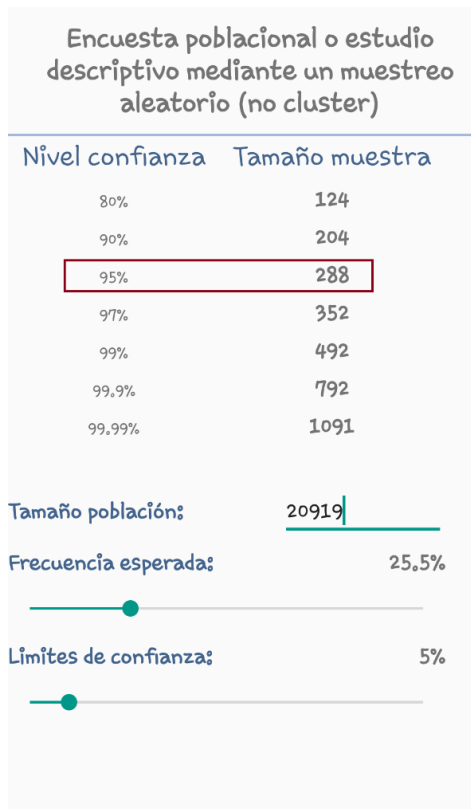 Encuesta poblacional o estudio
descriptivo mediante un muestreo
aleatorio (no cluster)
Nivel confianza Tamaño muestra
80% 124
90% 204
95% 288
97% 352
99% 492
99.9% 792
99.99% 1091
Tamaño población: 20919
Frecuencia esperada: 25.5%
Limites de confianza: 5%